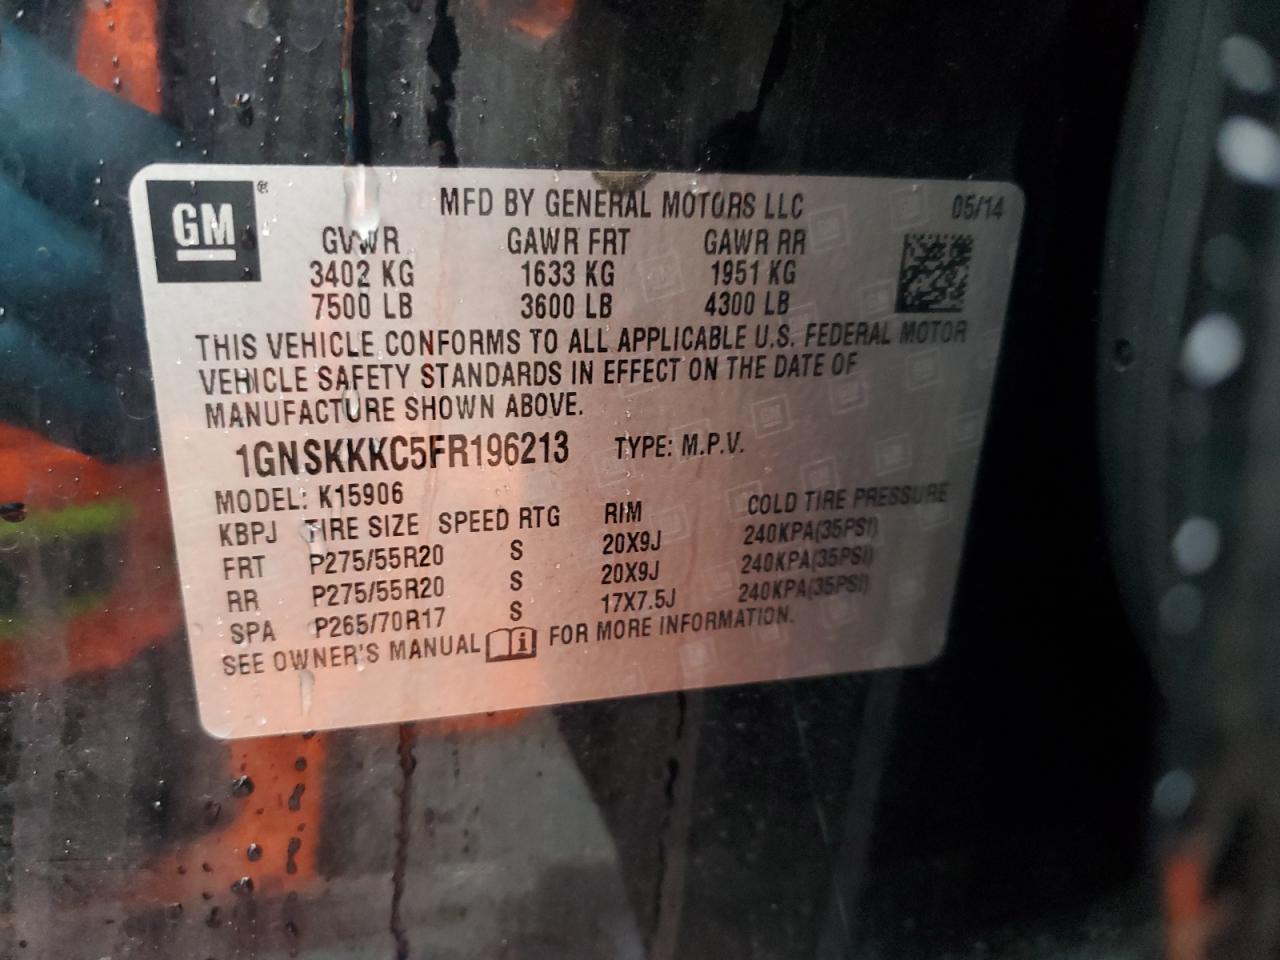 GM®
MFD BY GENERAL MOTORS LLC 05/14
GVWR GAWR FRT GAWR RR
3402 KG 1633 KG 1951 KG
7500 LB 3600 LB 4300 LB
THIS VEHICLE CONFORMS TO ALL APPLICABLE U.S. FEDERAL MOTOR
VEHICLE SAFETY STANDARDS IN EFFECT ON THE DATE OF
MANUFACTURE SHOWN ABOVE.
1GNSKKKC5FR196213 TYPE: M.P.V.
MODEL: K15906
KBPJ TIRE SIZE SPEED RTG RIM COLD TIRE PRESSURE
FRT P275/55R20 S 20X9J 240KPA(35PSI)
RR P275/55R20 S 20X9J 240KPA(35PSI)
SPA P265/70R17 S 17X7.5J 240KPA(35PSI)
SEE OWNER'S MANUAL i FOR MORE INFORMATION.